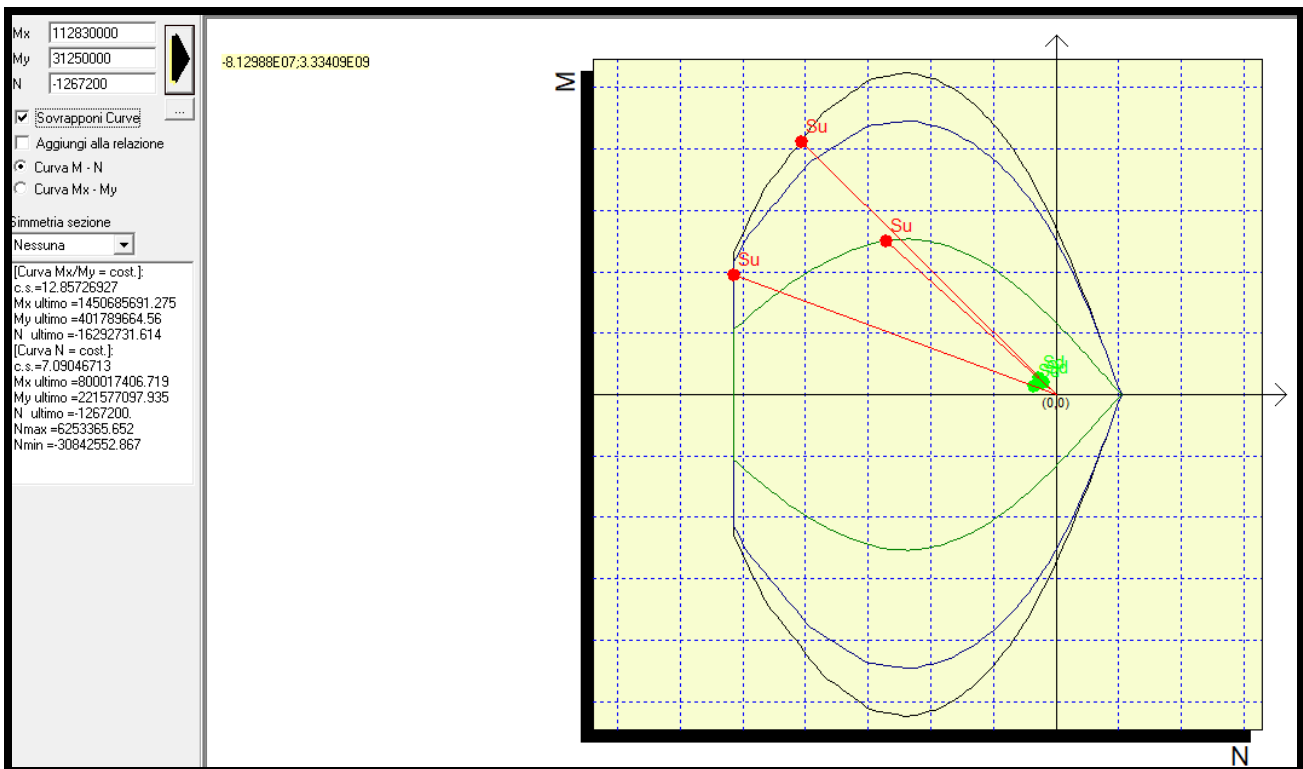 Mx 112830000
My 31250000
N -1267200
...
Sovrapponi Curve
Aggiungi alla relazione
Curva M - N
Curva Mx - My
Simmetria sezione
Nessuna
[Curva Mx/My = cost.]:
c.s.=12.85726927
Mx ultimo =1450685691.275
My ultimo =401789664.56
N ultimo =-16292731.614
[Curva N = cost.]:
c.s.=7.09046713
Mx ultimo =800017406.719
My ultimo =221577097.935
N ultimo =-1267200.
Nmax =6253365.652
Nmin =-30842552.867
-8.12988E07;3.33409E09
M
Su
Su
Su
Sd
(0,0)
N